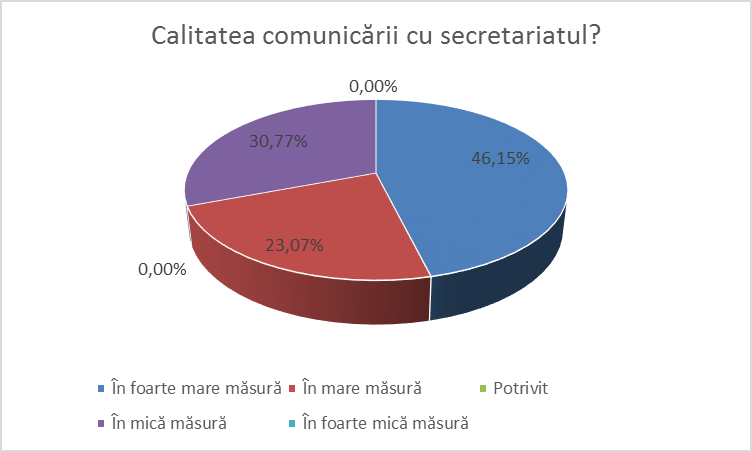 Calitatea comunicării cu secretariatul?
0,00%
30,77%
46,15%
23,07%
0,00%
În foarte mare măsură
În mare măsură
Potrivit
În mică măsură
În foarte mică măsură